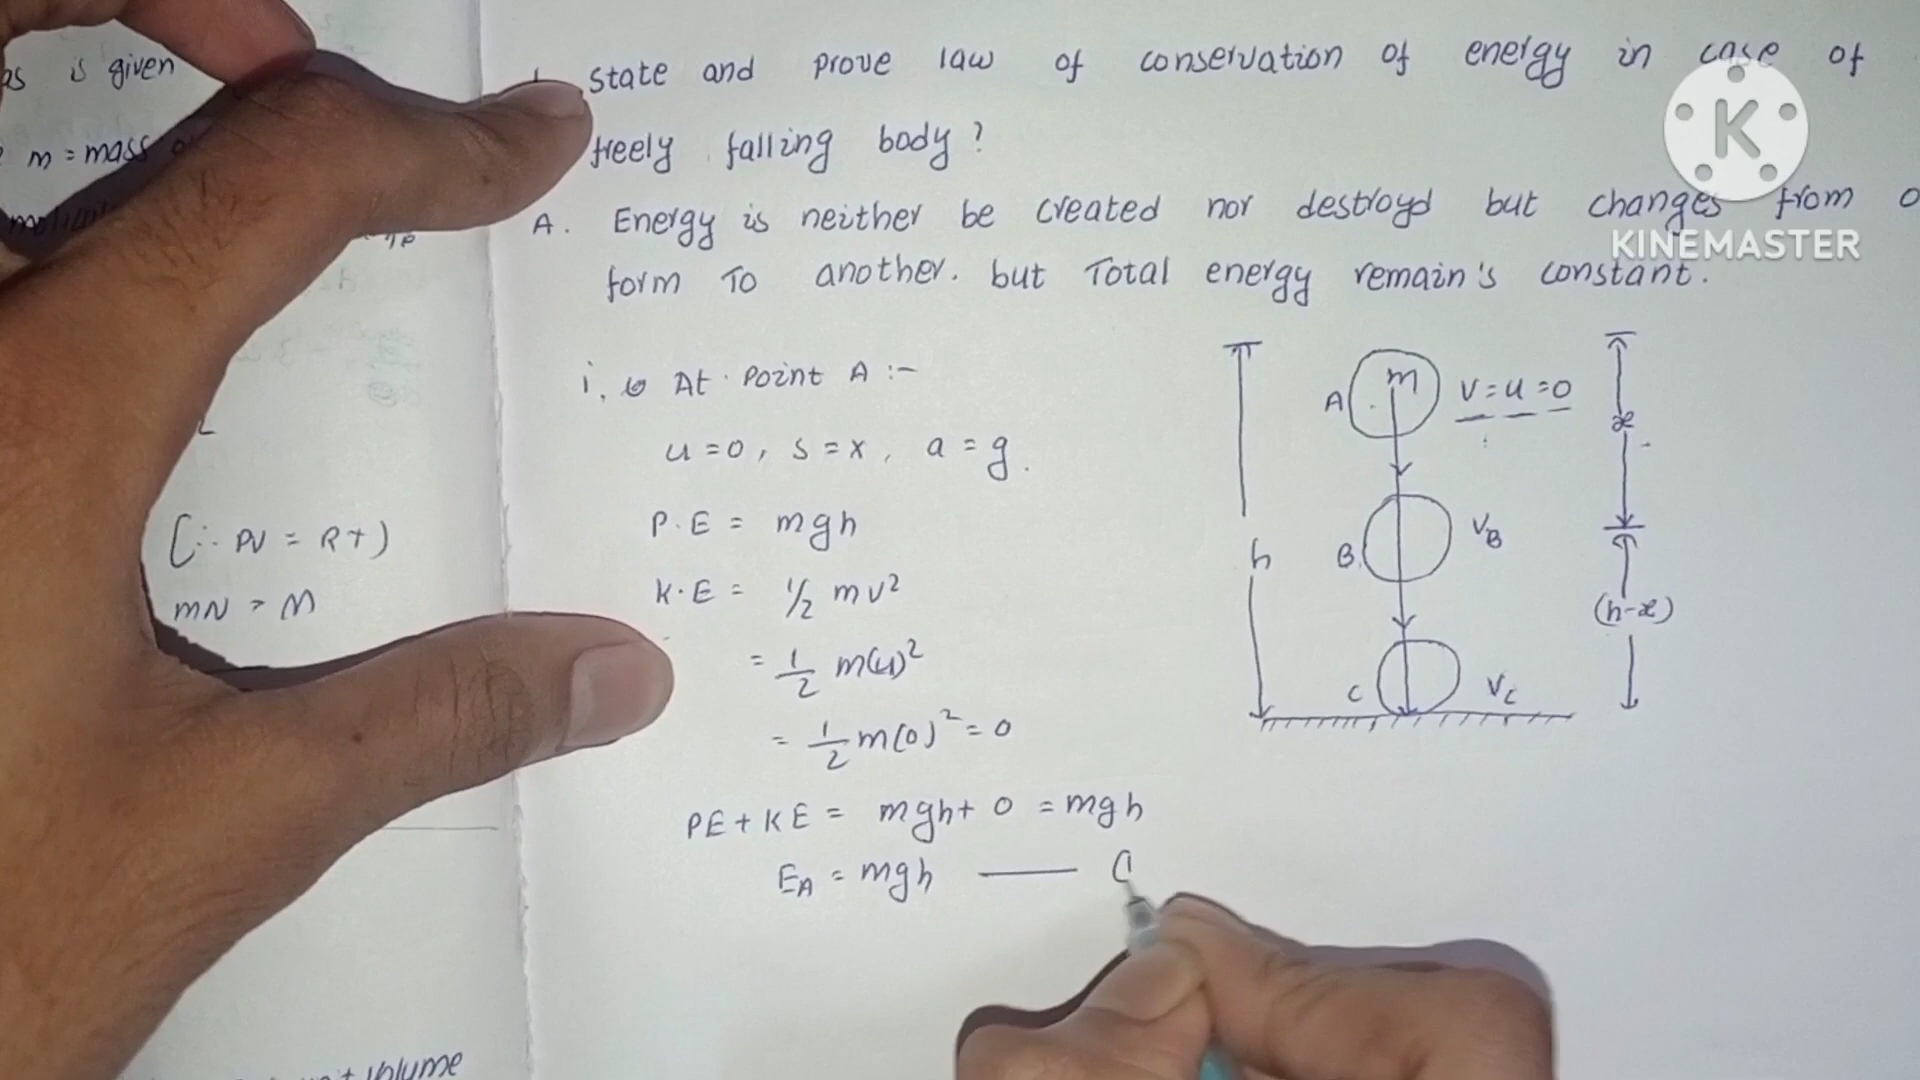 is given
m = mass
(∴ PV = RT)
mN = M
volume
state and prove law of conservation of energy in case of
freely falling body?
A. Energy is neither be created nor destroyd but changes from
form To another. but Total energy remain's constant.
i. At Point A :-
u = 0, s = x, a = g.
P.E = mgh
K.E = 1/2 mv²
= 1/2 m(u)²
= 1/2 m(0)² = 0
PE + KE = mgh + 0 = mgh
E_A = mgh ——
A m V = u = 0
x
h
B V_B
(h-x)
C V_C
K
KINEMASTER